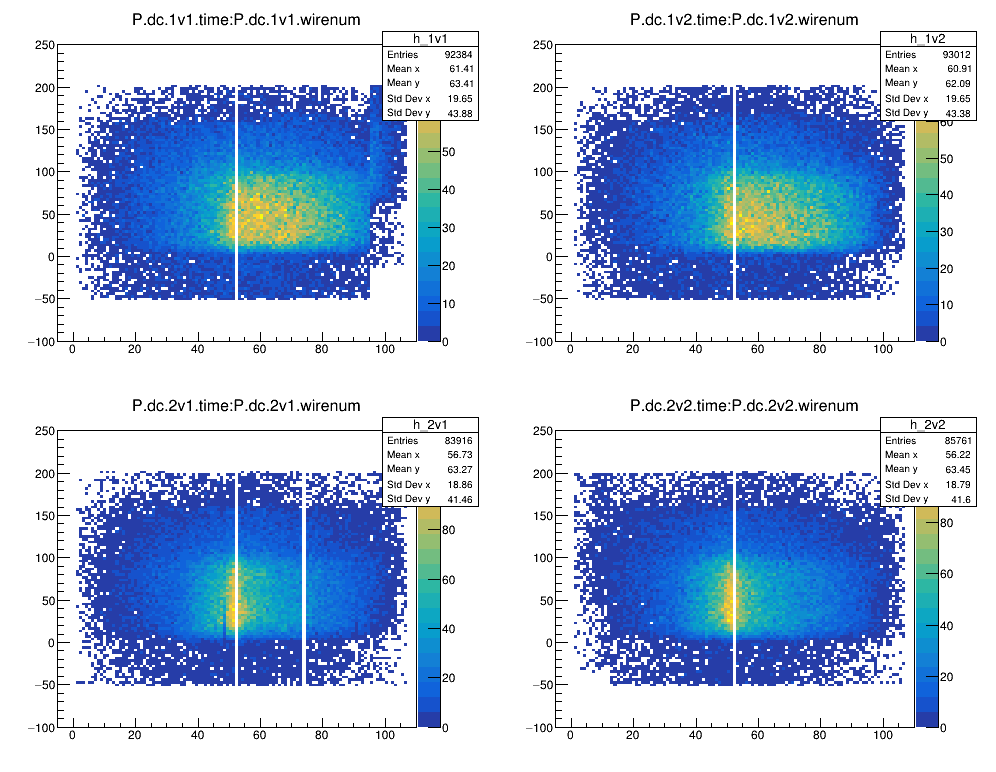 P.dc.1v1.time:P.dc.1v1.wirenum
h_1v1
Entries 92384
Mean x 61.41
Mean y 63.41
Std Dev x 19.65
Std Dev y 43.88
250
200
150
100
50
0
−50
−100
0 20 40 60 80 100
50
40
30
20
10
0
P.dc.1v2.time:P.dc.1v2.wirenum
h_1v2
Entries 93012
Mean x 60.91
Mean y 62.09
Std Dev x 19.65
Std Dev y 43.38
250
200
150
100
50
0
−50
−100
0 20 40 60 80 100
60
50
40
30
20
10
0
P.dc.2v1.time:P.dc.2v1.wirenum
h_2v1
Entries 83916
Mean x 56.73
Mean y 63.27
Std Dev x 18.86
Std Dev y 41.46
250
200
150
100
50
0
−50
−100
0 20 40 60 80 100
80
60
40
20
0
P.dc.2v2.time:P.dc.2v2.wirenum
h_2v2
Entries 85761
Mean x 56.22
Mean y 63.45
Std Dev x 18.79
Std Dev y 41.6
250
200
150
100
50
0
−50
−100
0 20 40 60 80 100
80
60
40
20
0